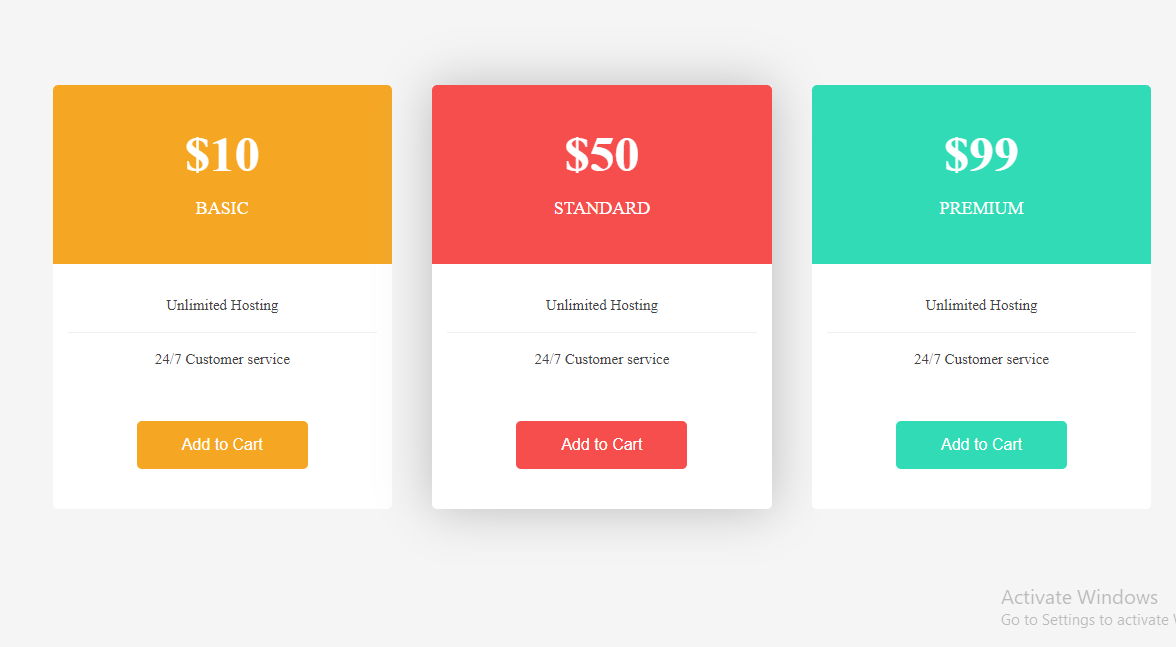 $10
BASIC
Unlimited Hosting
24/7 Customer service
Add to Cart
$50
STANDARD
Unlimited Hosting
24/7 Customer service
Add to Cart
$99
PREMIUM
Unlimited Hosting
24/7 Customer service
Add to Cart
Activate Windows
Go to Settings to activate